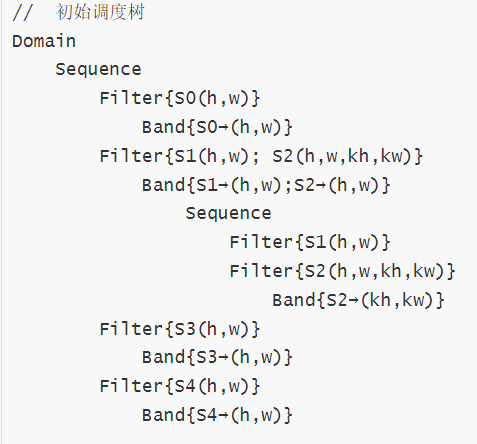 //  初始调度树
Domain
    Sequence
        Filter{S0(h,w)}
            Band{S0→(h,w)}
        Filter{S1(h,w); S2(h,w,kh,kw)}
            Band{S1→(h,w);S2→(h,w)}
                Sequence
                    Filter{S1(h,w)}
                    Filter{S2(h,w,kh,kw)}
                        Band{S2→(kh,kw)}
        Filter{S3(h,w)}
            Band{S3→(h,w)}
        Filter{S4(h,w)}
            Band{S4→(h,w)}